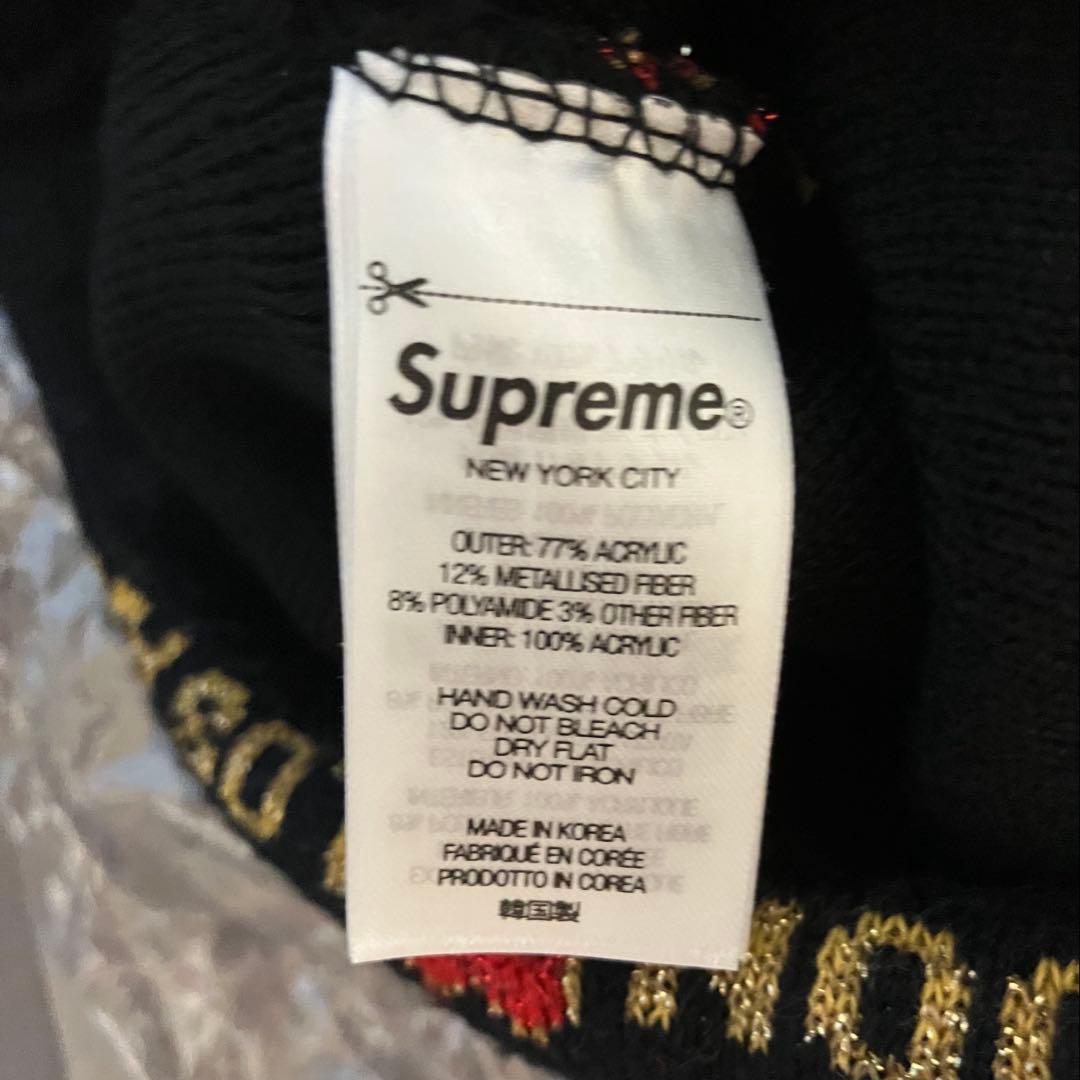 Supreme®
NEW YORK CITY
OUTER: 77% ACRYLIC
12% METALLISED FIBER
8% POLYAMIDE 3% OTHER FIBER
INNER: 100% ACRYLIC
HAND WASH COLD
DO NOT BLEACH
DRY FLAT
DO NOT IRON
MADE IN KOREA
FABRIQUÉ EN CORÉE
PRODOTTO IN COREA
韓国製